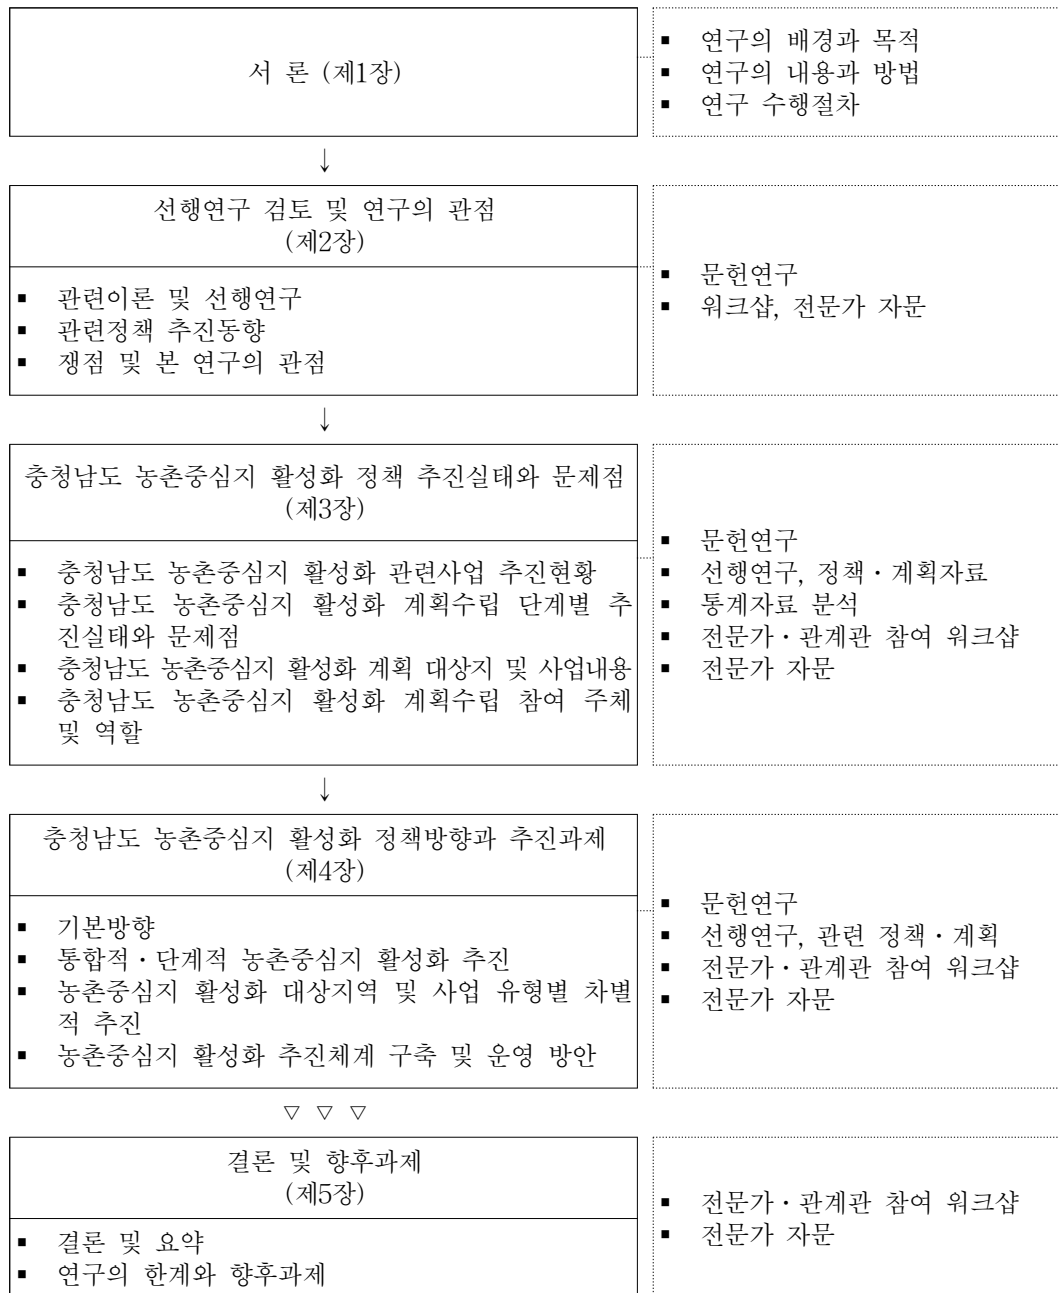 서 론 (제1장)
▪ 연구의 배경과 목적
▪ 연구의 내용과 방법
▪ 연구 수행절차
↓
선행연구 검토 및 연구의 관점
(제2장)
▪ 관련이론 및 선행연구
▪ 관련정책 추진동향
▪ 쟁점 및 본 연구의 관점
▪ 문헌연구
▪ 워크샵, 전문가 자문
↓
충청남도 농촌중심지 활성화 정책 추진실태와 문제점
(제3장)
▪ 충청남도 농촌중심지 활성화 관련사업 추진현황
▪ 충청남도 농촌중심지 활성화 계획수립 단계별 추
진실태와 문제점
▪ 충청남도 농촌중심지 활성화 계획 대상지 및 사업내용
▪ 충청남도 농촌중심지 활성화 계획수립 참여 주체
및 역할
▪ 문헌연구
▪ 선행연구, 정책・계획자료
▪ 통계자료 분석
▪ 전문가・관계관 참여 워크샵
▪ 전문가 자문
↓
충청남도 농촌중심지 활성화 정책방향과 추진과제
(제4장)
▪ 기본방향
▪ 통합적・단계적 농촌중심지 활성화 추진
▪ 농촌중심지 활성화 대상지역 및 사업 유형별 차별
적 추진
▪ 농촌중심지 활성화 추진체계 구축 및 운영 방안
▪ 문헌연구
▪ 선행연구, 관련 정책・계획
▪ 전문가・관계관 참여 워크샵
▪ 전문가 자문
▽ ▽ ▽
결론 및 향후과제
(제5장)
▪ 결론 및 요약
▪ 연구의 한계와 향후과제
▪ 전문가・관계관 참여 워크샵
▪ 전문가 자문